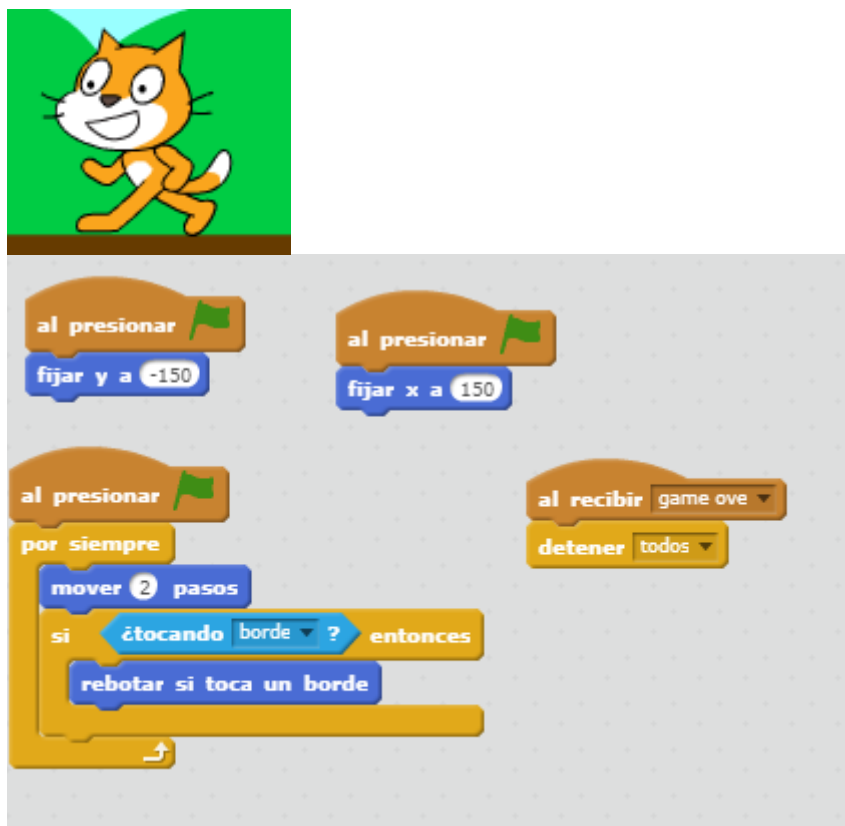 al presionar
fijar y a -150
al presionar
fijar x a 150
al presionar
por siempre
mover 2 pasos
si ¿tocando borde ? entonces
rebotar si toca un borde
al recibir game ove
detener todos